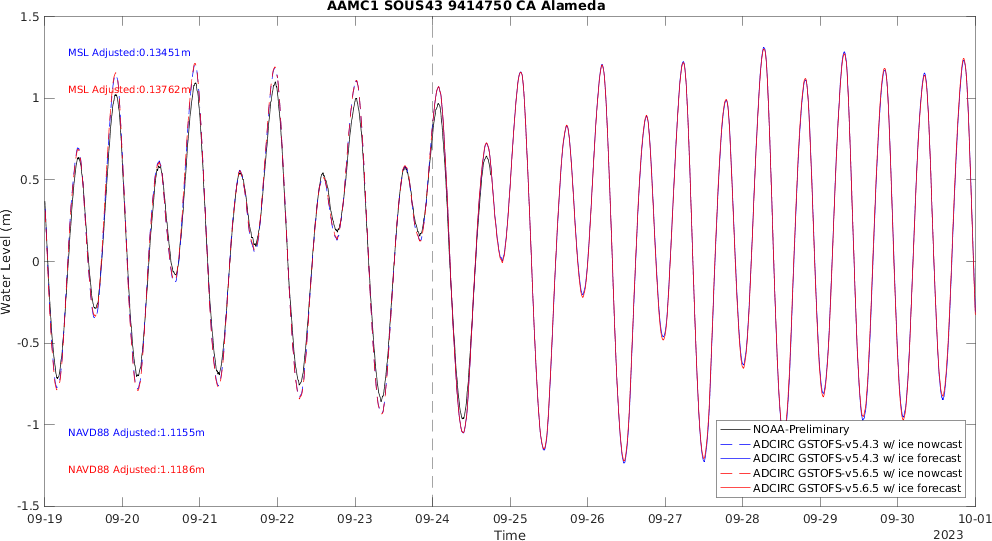 AAMC1 SOUS43 9414750 CA Alameda
1.5
MSL Adjusted:0.13451m
1
MSL Adjusted:0.13762m
0.5
0
Water Level (m)
-0.5
-1
NAVD88 Adjusted:1.1155m
NAVD88 Adjusted:1.1186m
-1.5
NOAA-Preliminary
ADCIRC GSTOFS-v5.4.3 w/ ice nowcast
ADCIRC GSTOFS-v5.4.3 w/ ice forecast
ADCIRC GSTOFS-v5.6.5 w/ ice nowcast
ADCIRC GSTOFS-v5.6.5 w/ ice forecast
09-19 09-20 09-21 09-22 09-23 09-24 09-25 09-26 09-27 09-28 09-29 09-30 10-01
Time
2023